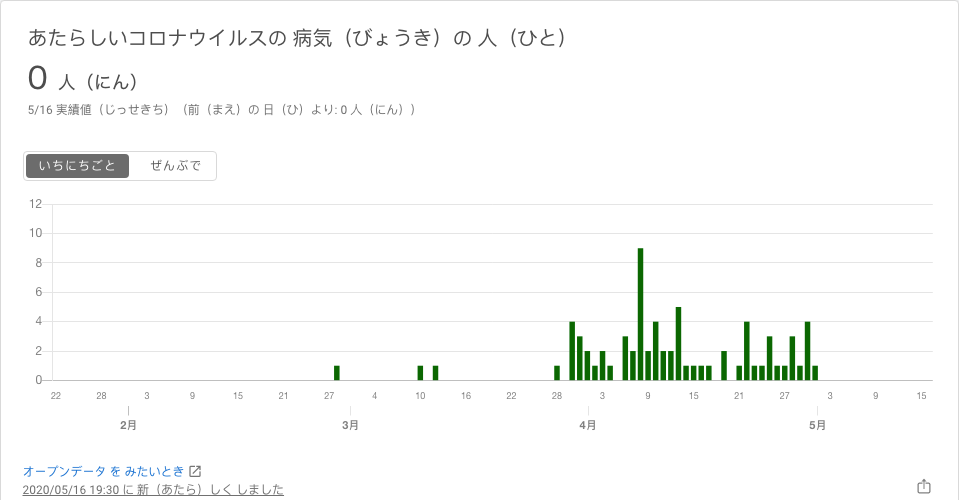 あたらしいコロナウイルスの 病気（びょうき）の 人（ひと）
0 人（にん）
5/16 実績値（じっせきち）（前（まえ）の 日（ひ）より: 0 人（にん））
いちにちごと ぜんぶで
12
10
8
6
4
2
0
22 28 3 9 15 21 27 4 10 16 22 28 3 9 15 21 27 3 9 15
2月 3月 4月 5月
オープンデータ を みたいとき
2020/05/16 19:30 に 新（あたら）しく しました